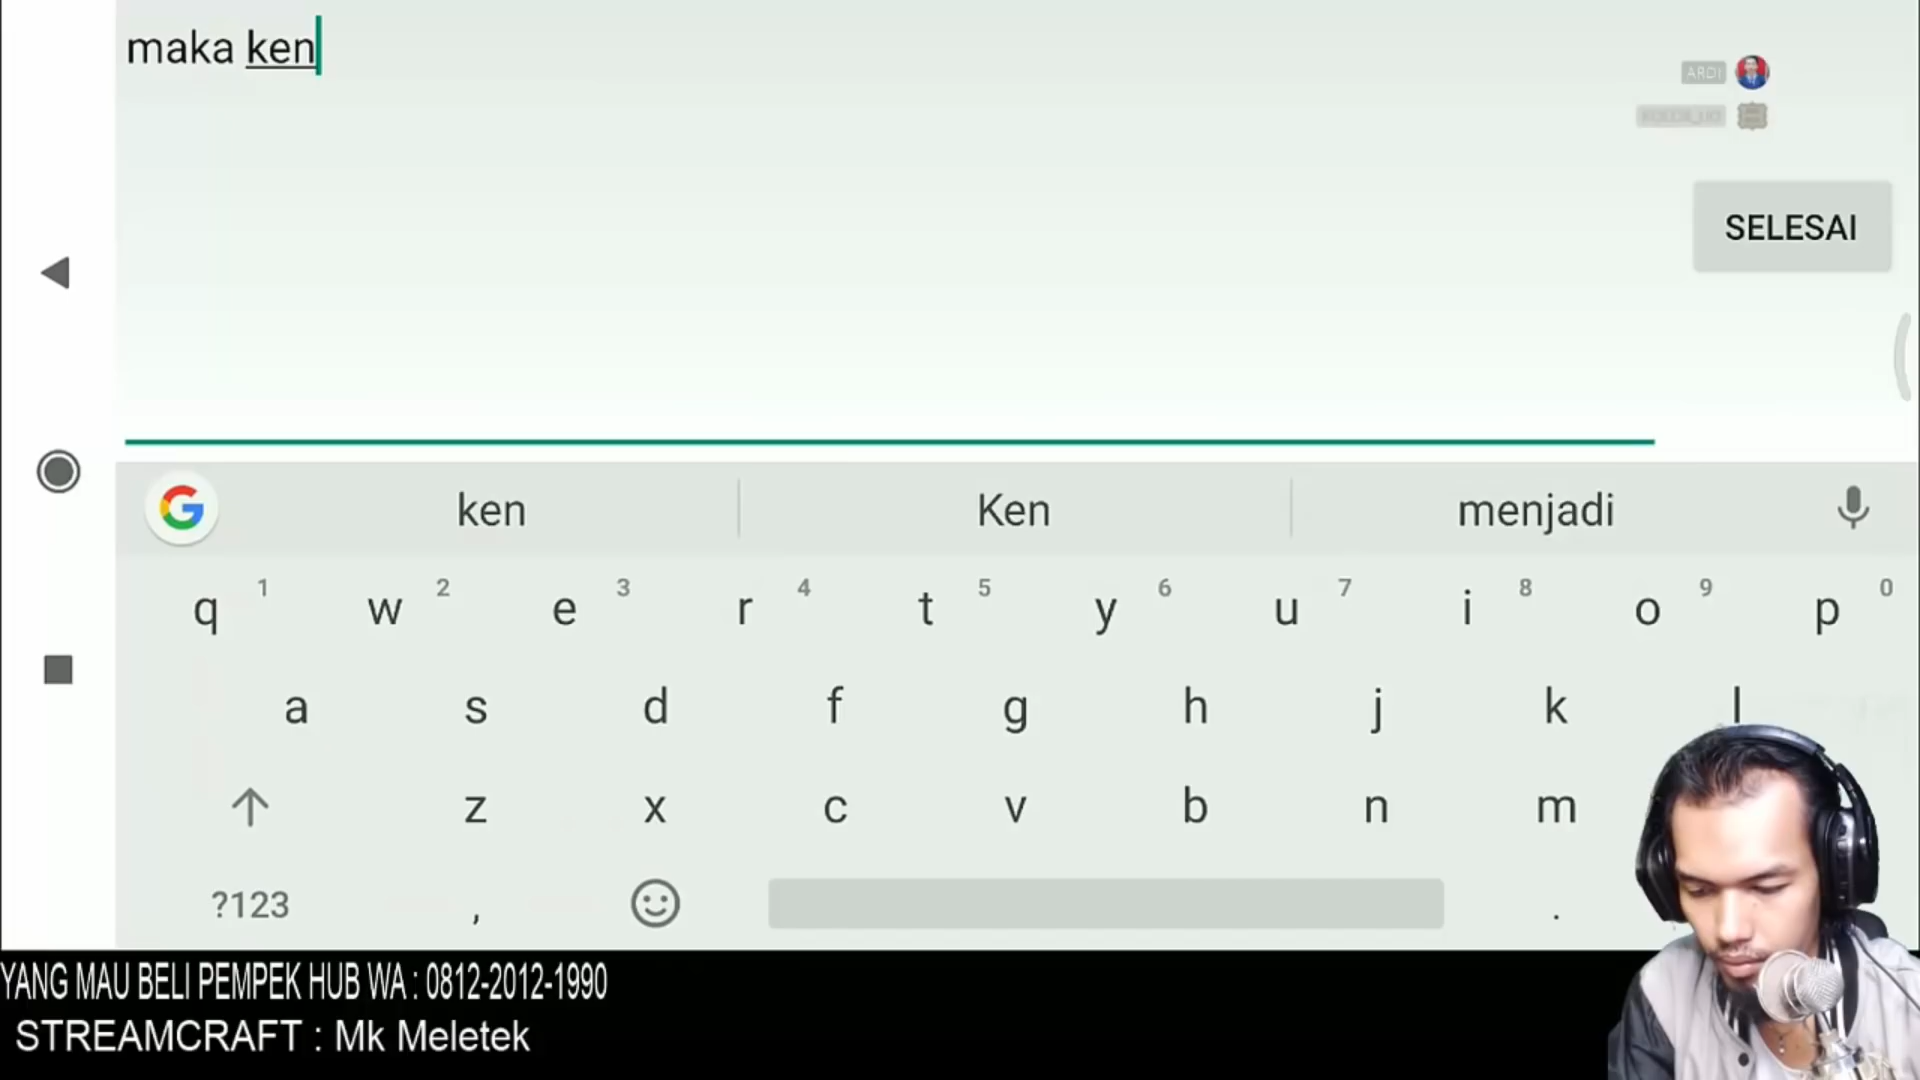 maka ken
ARDI
SELESAI
ken Ken menjadi
1 2 3 4 5 6 7 8 9 0
q w e r t y u i o p
a s d f g h j k l
z x c v b n m
?123 , .
YANG MAU BELI PEMPEK HUB WA : 0812-2012-1990
STREAMCRAFT : Mk Meletek